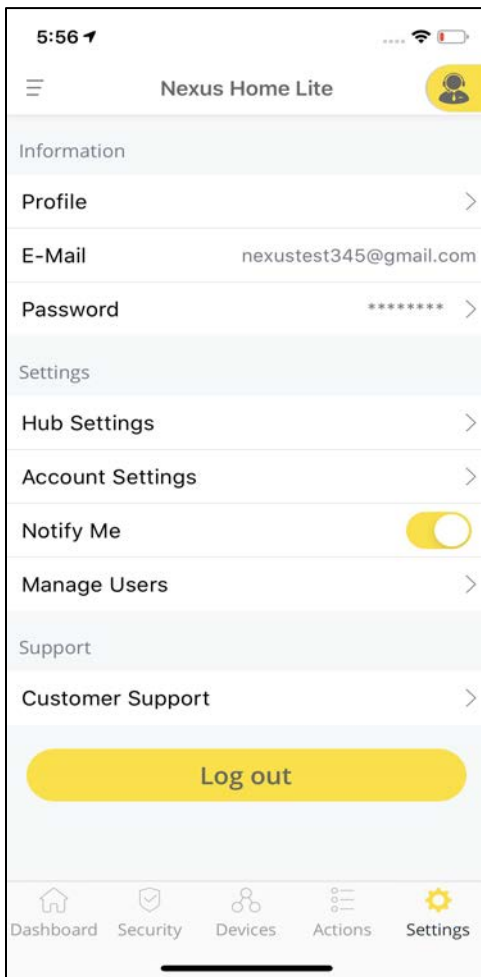 5:56
Nexus Home Lite
Information
Profile
E-Mail nexustest345@gmail.com
Password ********
Settings
Hub Settings
Account Settings
Notify Me
Manage Users
Support
Customer Support
Log out
Dashboard Security Devices Actions Settings